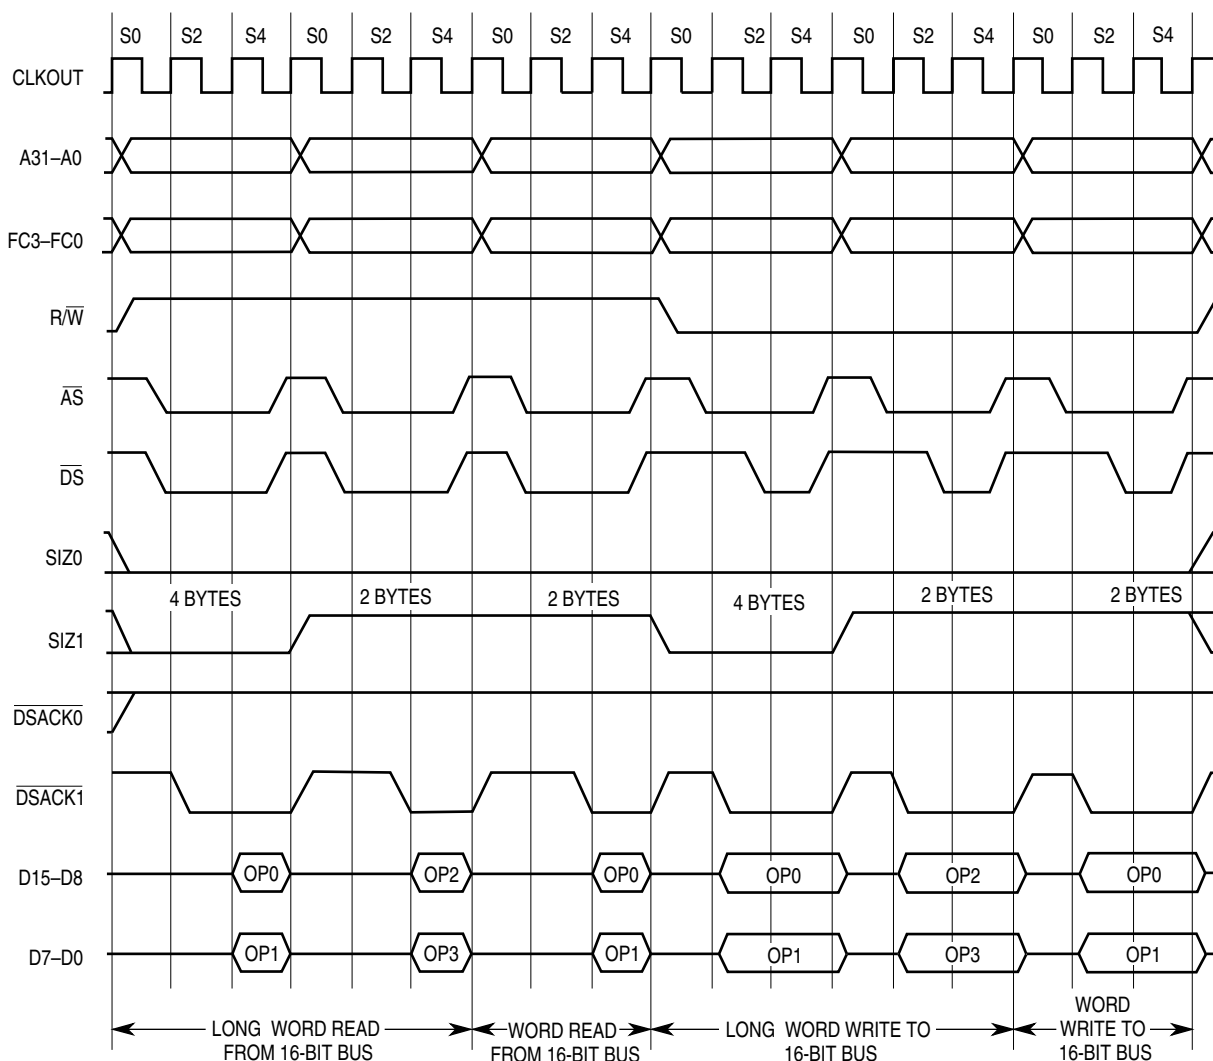 S0 S2 S4 S0 S2 S4 S0 S2 S4 S0 S2 S4 S0 S2 S4 S0 S2 S4
CLKOUT
A31–A0
FC3–FC0
R/W̅
A̅S̅
D̅S̅
SIZ0
4 BYTES 2 BYTES 2 BYTES 4 BYTES 2 BYTES 2 BYTES
SIZ1
D̅S̅A̅C̅K̅0̅
D̅S̅A̅C̅K̅1̅
D15–D8 OP0 OP2 OP0 OP0 OP2 OP0
D7–D0 OP1 OP3 OP1 OP1 OP3 OP1
LONG WORD READ
FROM 16-BIT BUS
WORD READ
FROM 16-BIT BUS
LONG WORD WRITE TO
16-BIT BUS
WORD
WRITE TO
16-BIT BUS